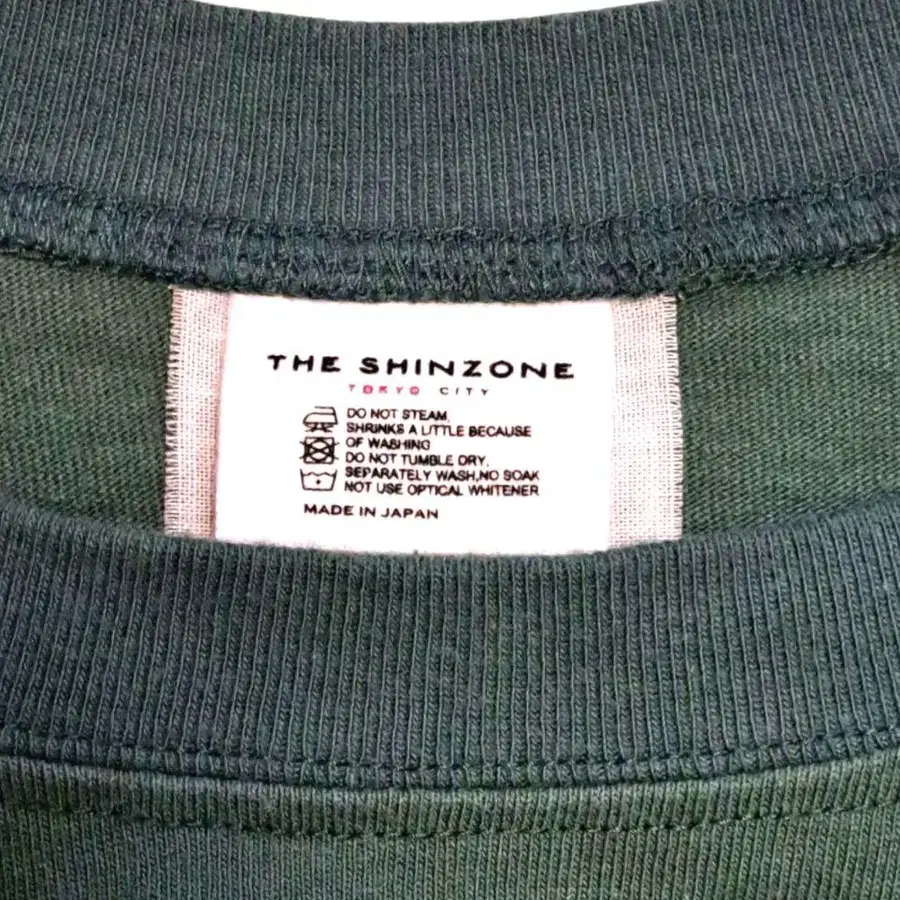 THE SHINZONE
TOKYO CITY
DO NOT STEAM.
SHRINKS A LITTLE BECAUSE
OF WASHING
DO NOT TUMBLE DRY.
SEPARATELY WASH,NO SOAK
NOT USE OPTICAL WHITENER
MADE IN JAPAN